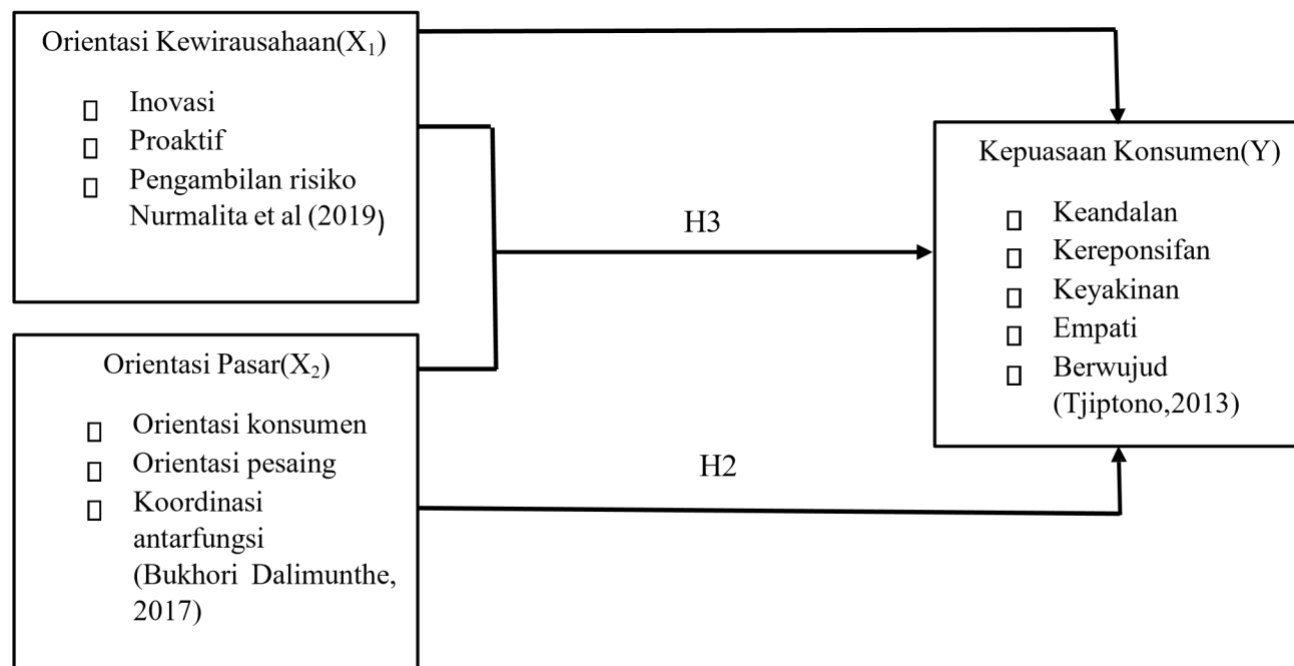 Orientasi Kewirausahaan(X₁)
Inovasi
Proaktif
Pengambilan risiko
Nurmalita et al (2019)
Orientasi Pasar(X₂)
Orientasi konsumen
Orientasi pesaing
Koordinasi
antarfungsi
(Bukhori Dalimunthe,
2017)
H3
H2
Kepuasaan Konsumen(Y)
Keandalan
Kereponsifan
Keyakinan
Empati
Berwujud
(Tjiptono,2013)